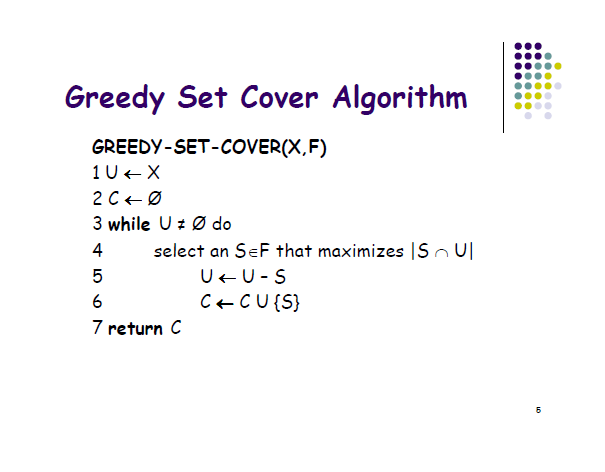 Greedy Set Cover Algorithm
GREEDY-SET-COVER(X,F)
1 U ← X
2 C ← Ø
3 while U ≠ Ø do
4 select an S∈F that maximizes |S ∩ U|
5 U ← U – S
6 C ← C U {S}
7 return C
5